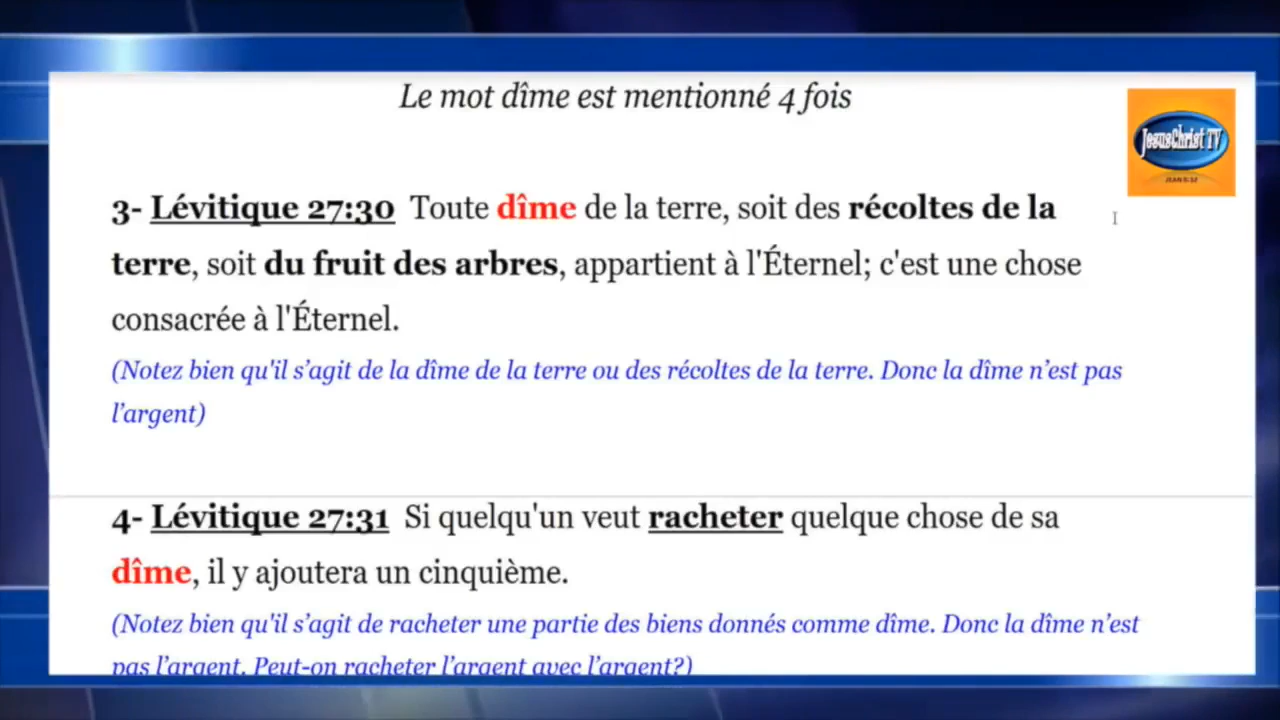 Le mot dîme est mentionné 4 fois
JesusChrist TV
3- Lévitique 27:30 Toute dîme de la terre, soit des récoltes de la
terre, soit du fruit des arbres, appartient à l'Éternel; c'est une chose
consacrée à l'Éternel.
(Notez bien qu'il s’agit de la dîme de la terre ou des récoltes de la terre. Donc la dîme n’est pas
l’argent)
4- Lévitique 27:31 Si quelqu'un veut racheter quelque chose de sa
dîme, il y ajoutera un cinquième.
(Notez bien qu'il s’agit de racheter une partie des biens donnés comme dîme. Donc la dîme n’est
pas l’argent. Peut-on racheter l’argent avec l’argent?)